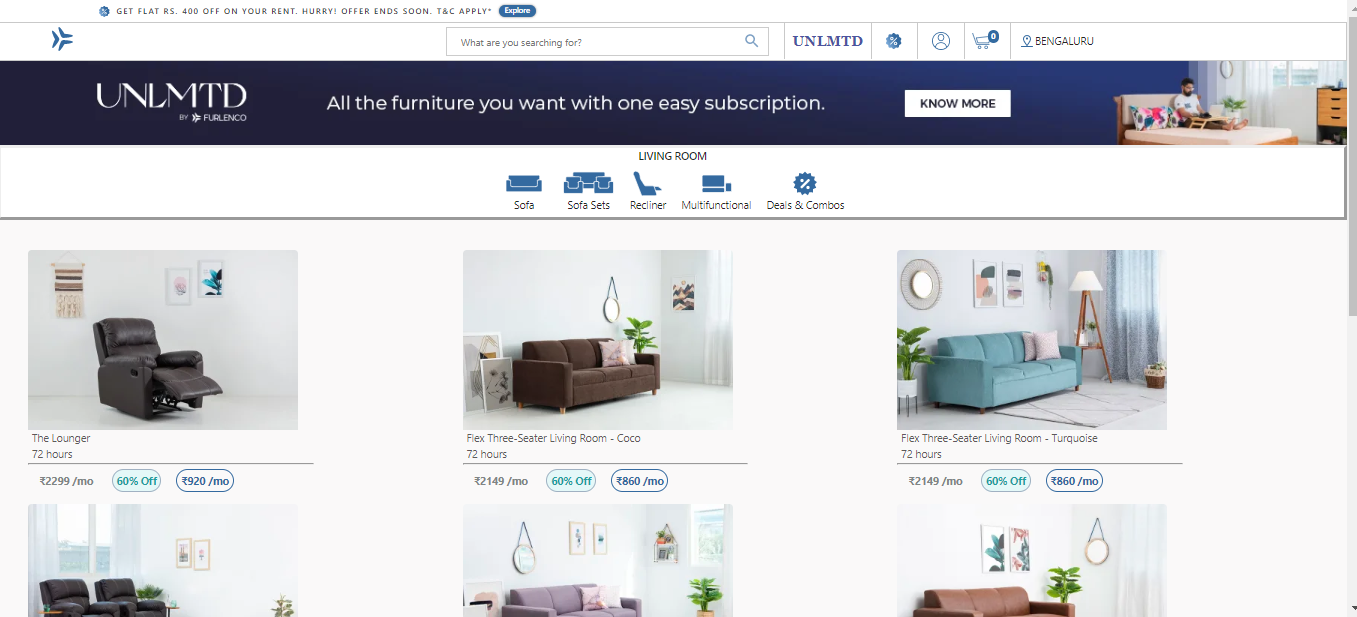 GET FLAT RS. 400 OFF ON YOUR RENT. HURRY! OFFER ENDS SOON. T&C APPLY* Explore
What are you searching for?
UNLMTD
0
BENGALURU
UNLMTD
BY FURLENCO
All the furniture you want with one easy subscription.
KNOW MORE
LIVING ROOM
Sofa
Sofa Sets
Recliner
Multifunctional
Deals & Combos
The Lounger
72 hours
₹2299 /mo 60% Off ₹920 /mo
Flex Three-Seater Living Room - Coco
72 hours
₹2149 /mo 60% Off ₹860 /mo
Flex Three-Seater Living Room - Turquoise
72 hours
₹2149 /mo 60% Off ₹860 /mo